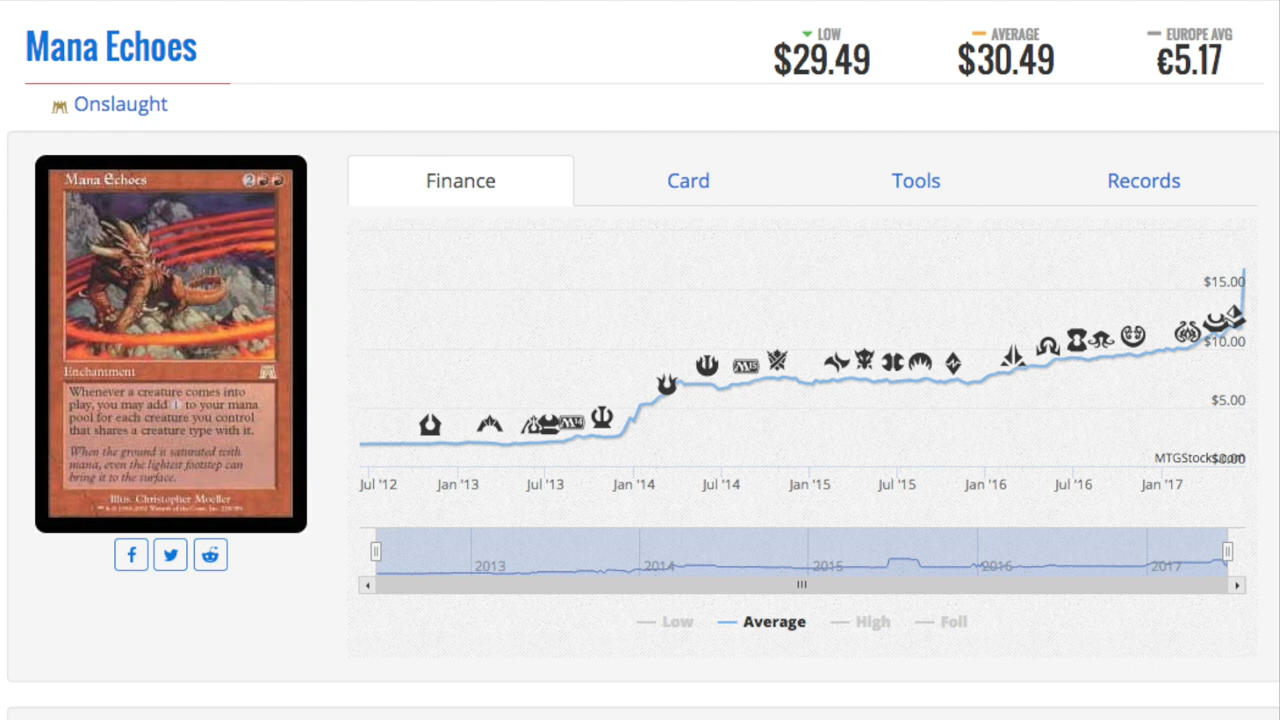 Mana Echoes
LOW
$29.49
AVERAGE
$30.49
EUROPE AVG
€5.17
Onslaught
Mana Echoes 2
Enchantment
Whenever a creature comes into
play, you may add 1 to your mana
pool for each creature you control
that shares a creature type with it.
When the ground is saturated with
mana, even the lightest footstep can
bring it to the surface.
Illus. Christopher Moeller
Finance
Card
Tools
Records
$15.00
$10.00
$5.00
MTGStocks.com
$0.00
M15
M14
Jul '12
Jan '13
Jul '13
Jan '14
Jul '14
Jan '15
Jul '15
Jan '16
Jul '16
Jan '17
2013
2014
2015
2016
2017
Low
Average
High
Foil